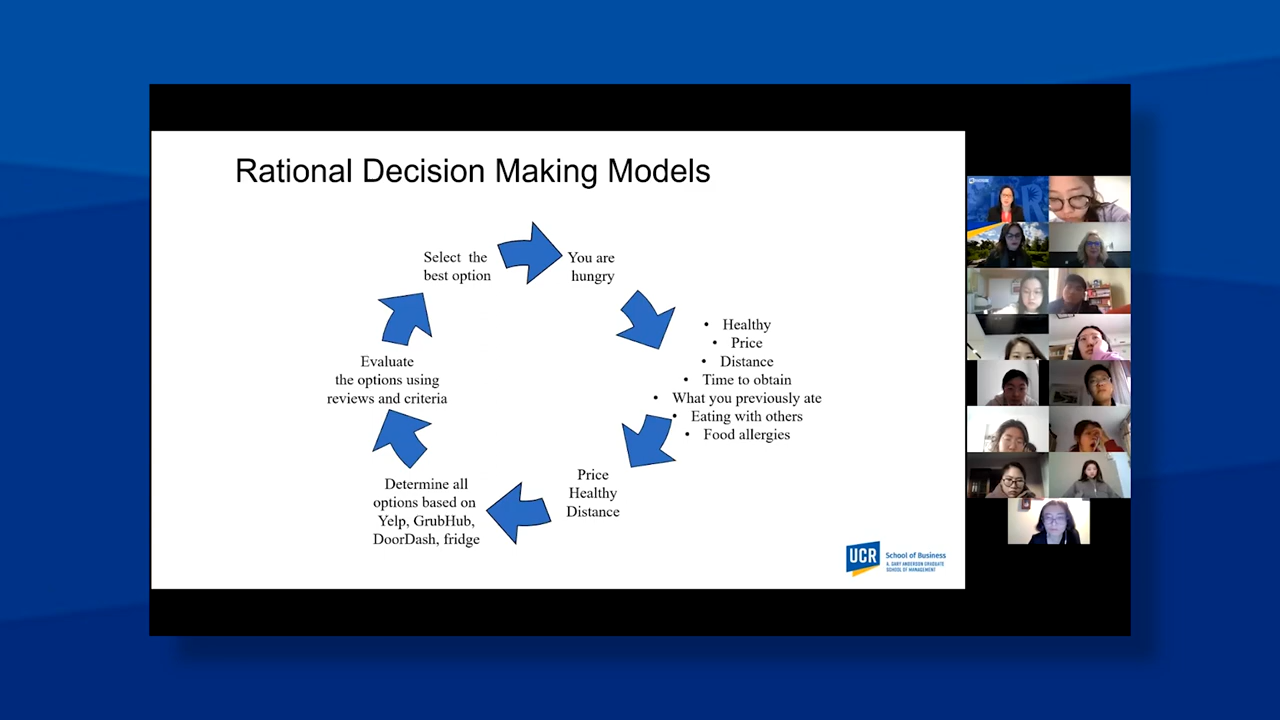 Rational Decision Making Models
Select the
best option
You are
hungry
• Healthy
• Price
• Distance
• Time to obtain
• What you previously ate
• Eating with others
• Food allergies
Price
Healthy
Distance
Determine all
options based on
Yelp, GrubHub,
DoorDash, fridge
Evaluate
the options using
reviews and criteria
UCR
School of Business
A. GARY ANDERSON GRADUATE
SCHOOL OF MANAGEMENT